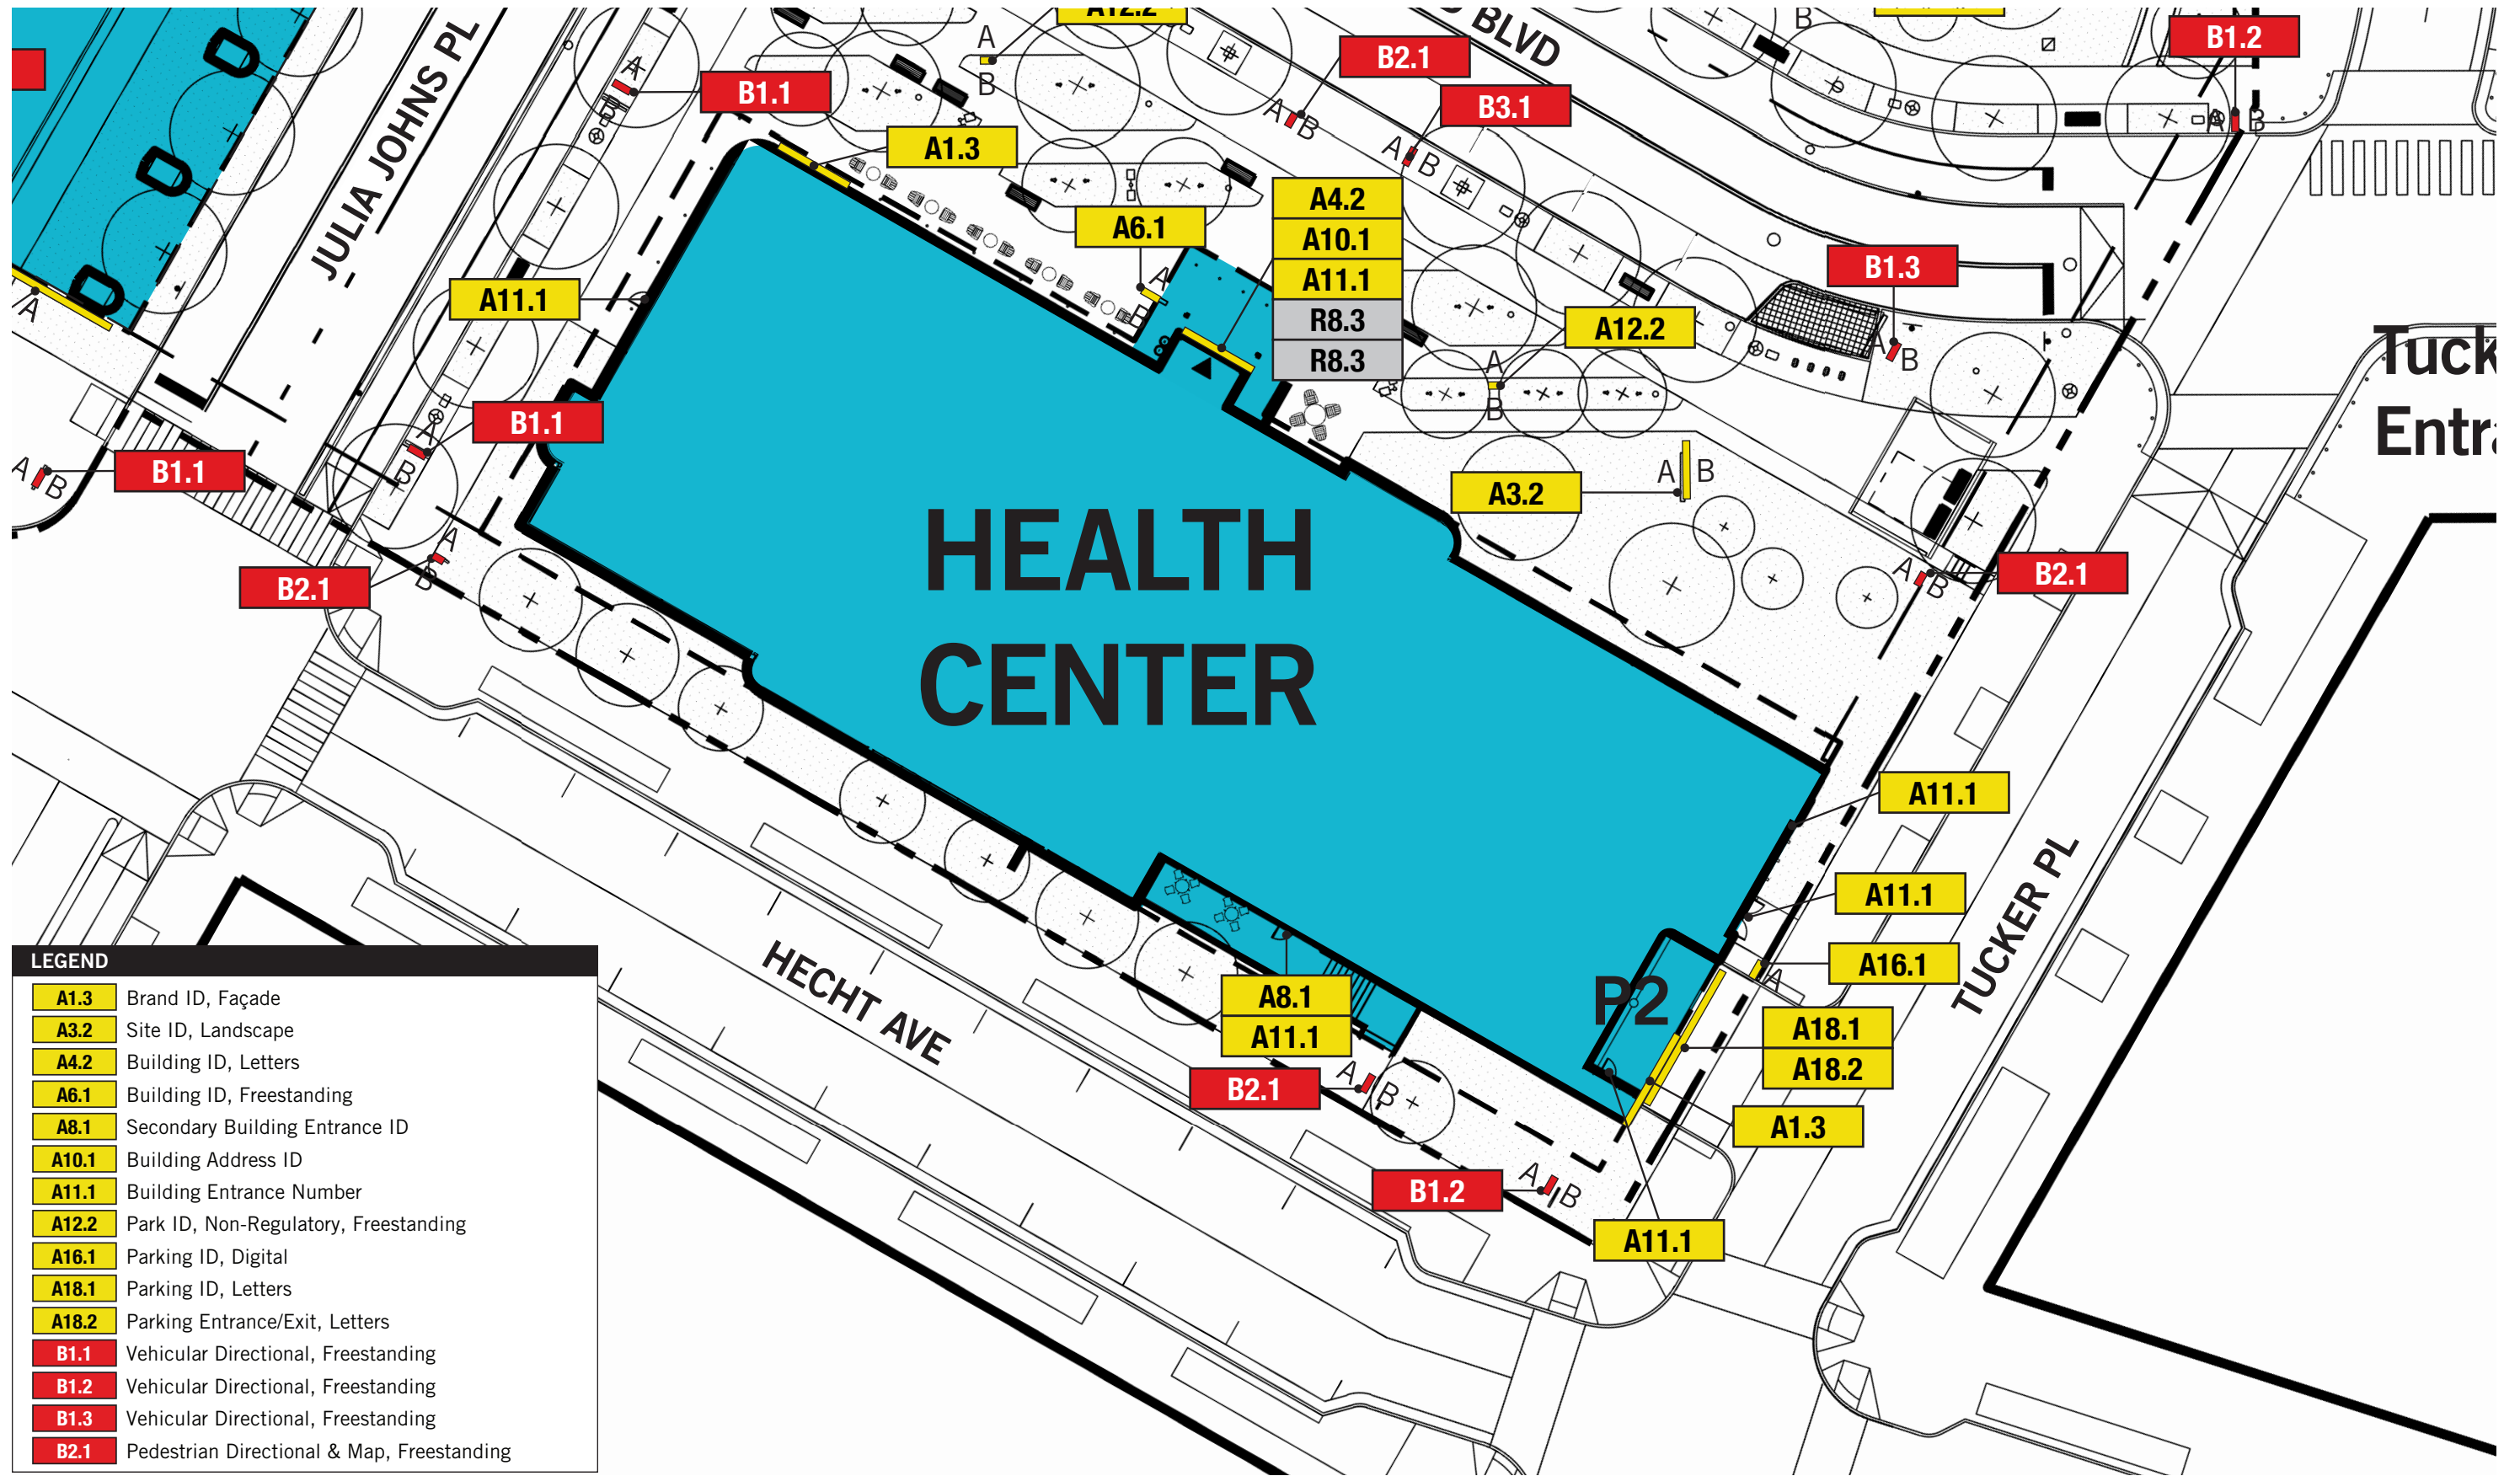 A12.2
BLVD
B
B1.2
A
B
JULIA JOHNS PL
A
B
B1.1
A
B
B2.1
A
B
B3.1
A
B
A
B
A1.3
A4.2
A10.1
A11.1
R8.3
R8.3
A6.1
A
B
B1.3
A
B
A11.1
A12.2
A
B
A
Tuck
Entr
B1.1
A
B
A
B
B1.1
A3.2
A
B
HEALTH
CENTER
B2.1
A
B
A
B
B2.1
A11.1
A11.1
A16.1
A
TUCKER PL
P2
HECHT AVE
A8.1
A11.1
A18.1
A18.2
B2.1
A
B
A1.3
B1.2
A
B
A11.1
LEGEND
A1.3 Brand ID, Façade
A3.2 Site ID, Landscape
A4.2 Building ID, Letters
A6.1 Building ID, Freestanding
A8.1 Secondary Building Entrance ID
A10.1 Building Address ID
A11.1 Building Entrance Number
A12.2 Park ID, Non-Regulatory, Freestanding
A16.1 Parking ID, Digital
A18.1 Parking ID, Letters
A18.2 Parking Entrance/Exit, Letters
B1.1 Vehicular Directional, Freestanding
B1.2 Vehicular Directional, Freestanding
B1.3 Vehicular Directional, Freestanding
B2.1 Pedestrian Directional & Map, Freestanding